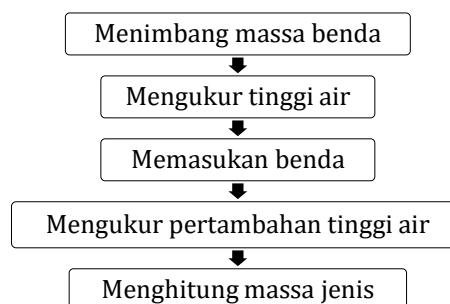 Menimbang massa benda
Mengukur tinggi air
Memasukan benda
Mengukur pertambahan tinggi air
Menghitung massa jenis